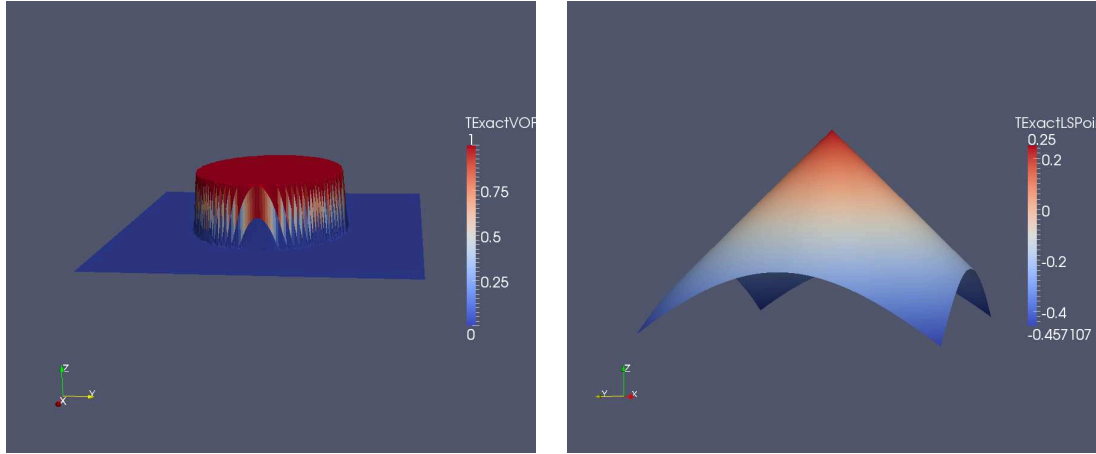 TExactVOF
1
0.75
0.5
0.25
0
Z
X
Y
TExactLSPoi
0.25
0.2
0
-0.2
-0.4
-0.457107
Z
Y
X